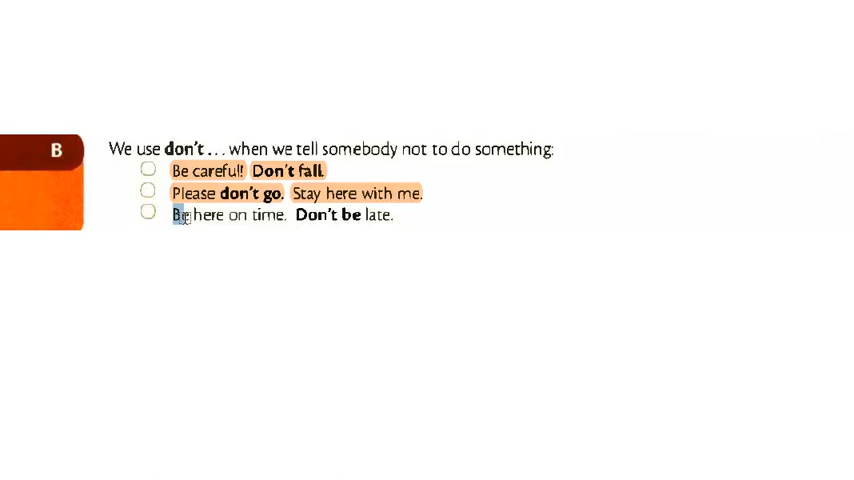 B
We use don't ... when we tell somebody not to do something:
Be careful! Don't fall.
Please don't go. Stay here with me.
Be here on time. Don't be late.